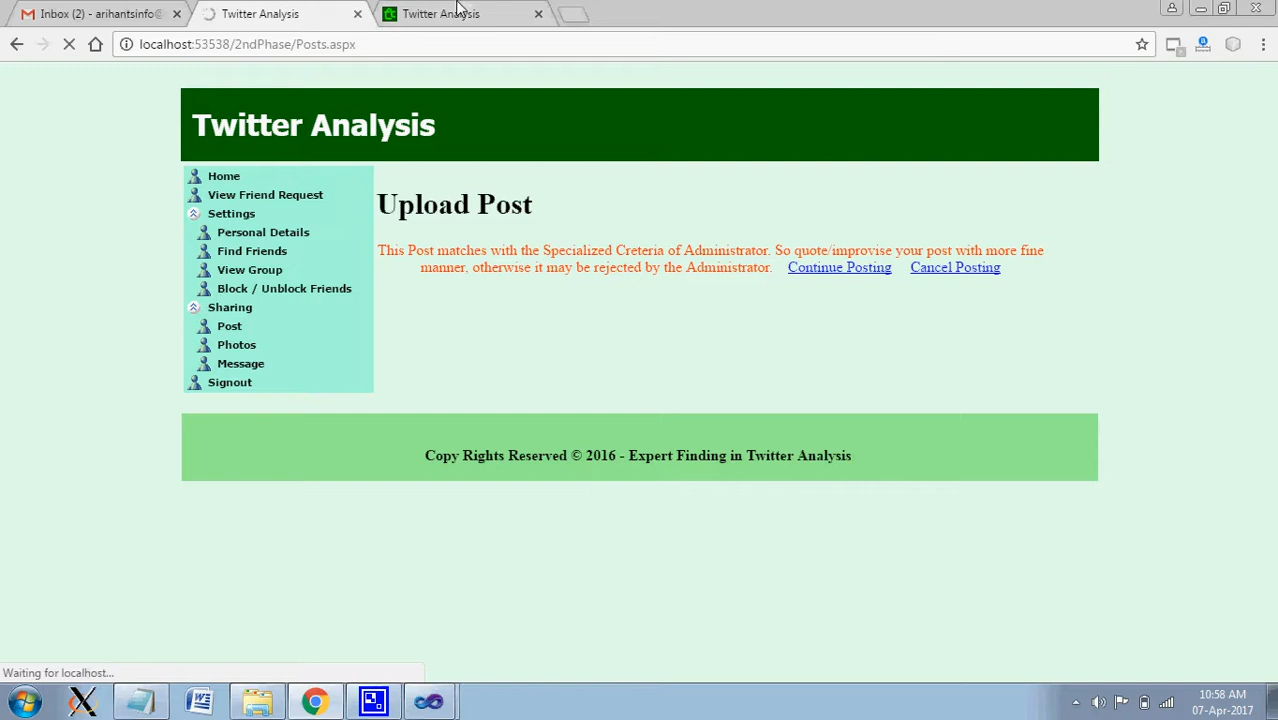 Inbox (2) - arihantsinfo@
Twitter Analysis
Twitter Analysis
localhost:53538/2ndPhase/Posts.aspx
Twitter Analysis
Home
View Friend Request
Settings
Personal Details
Find Friends
View Group
Block / Unblock Friends
Sharing
Post
Photos
Message
Signout
Upload Post
This Post matches with the Specialized Creteria of Administrator. So quote/improvise your post with more fine
manner, otherwise it may be rejected by the Administrator. Continue Posting Cancel Posting
Copy Rights Reserved © 2016 - Expert Finding in Twitter Analysis
Waiting for localhost...
10:58 AM
07-Apr-2017